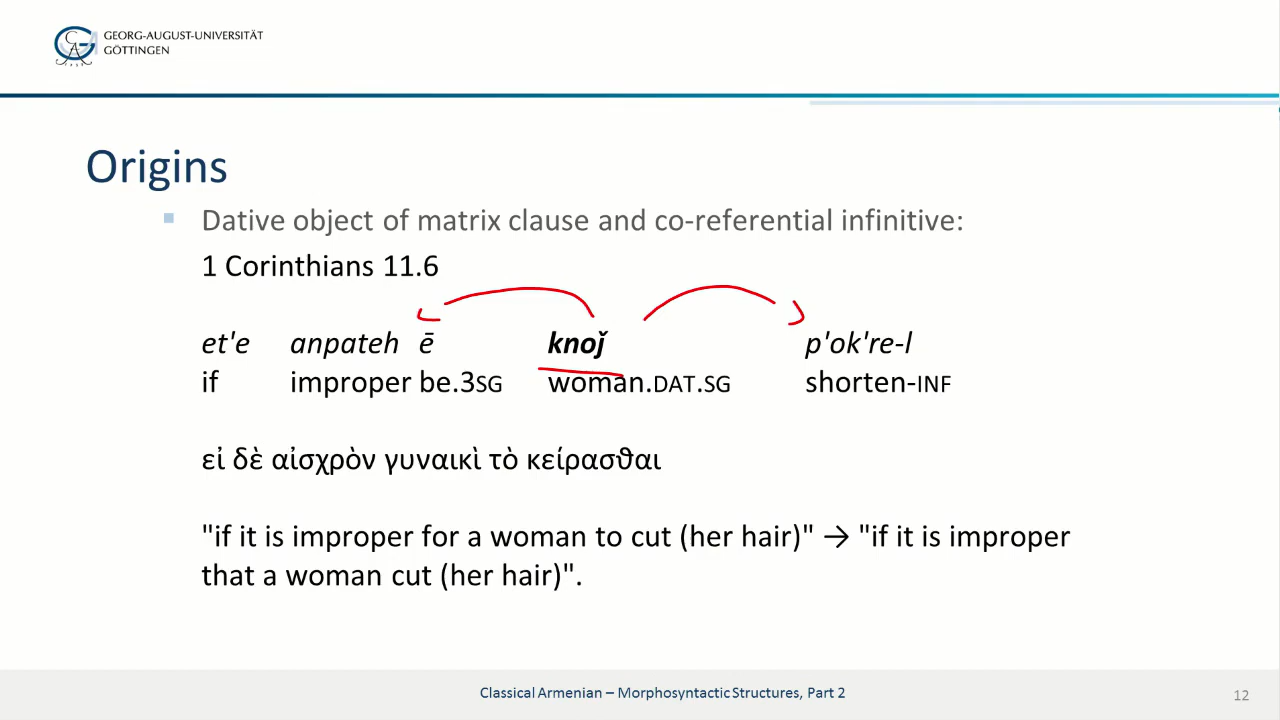 GEORG-AUGUST-UNIVERSITÄT
GÖTTINGEN
Origins
Dative object of matrix clause and co-referential infinitive:
1 Corinthians 11.6
et'e anpateh ē knoǰ p'ok're-l
if improper be.3SG woman.DAT.SG shorten-INF
εἰ δὲ αἰσχρὸν γυναικὶ τὸ κείρασϑαι
"if it is improper for a woman to cut (her hair)" → "if it is improper
that a woman cut (her hair)".
Classical Armenian – Morphosyntactic Structures, Part 2
12